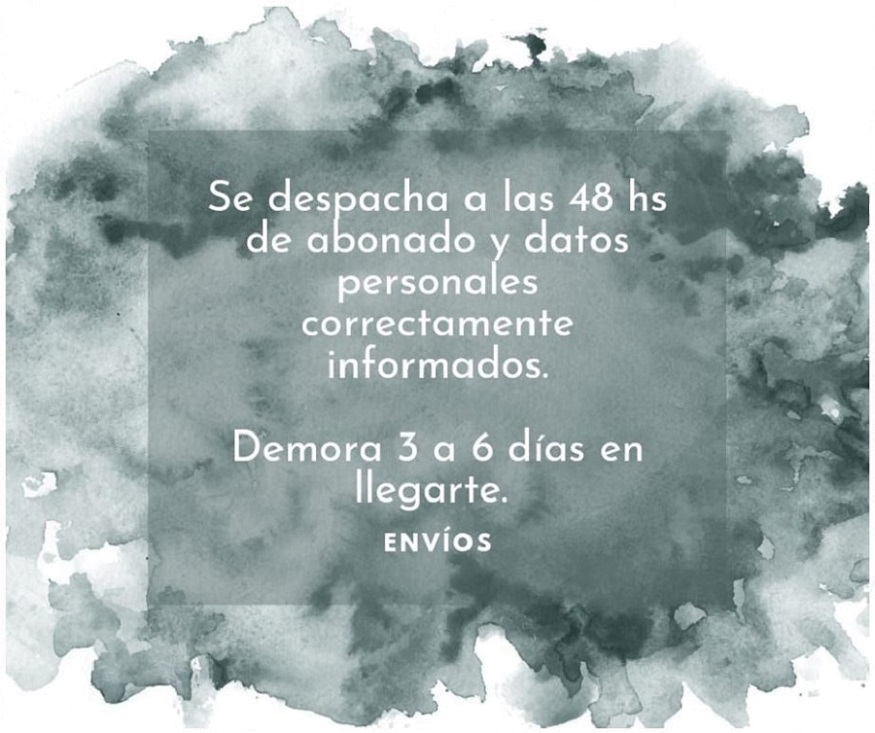 Se despacha a las 48 hs
de abonado y datos
personales
correctamente
informados.
Demora 3 a 6 días en
llegarte.
ENVÍOS